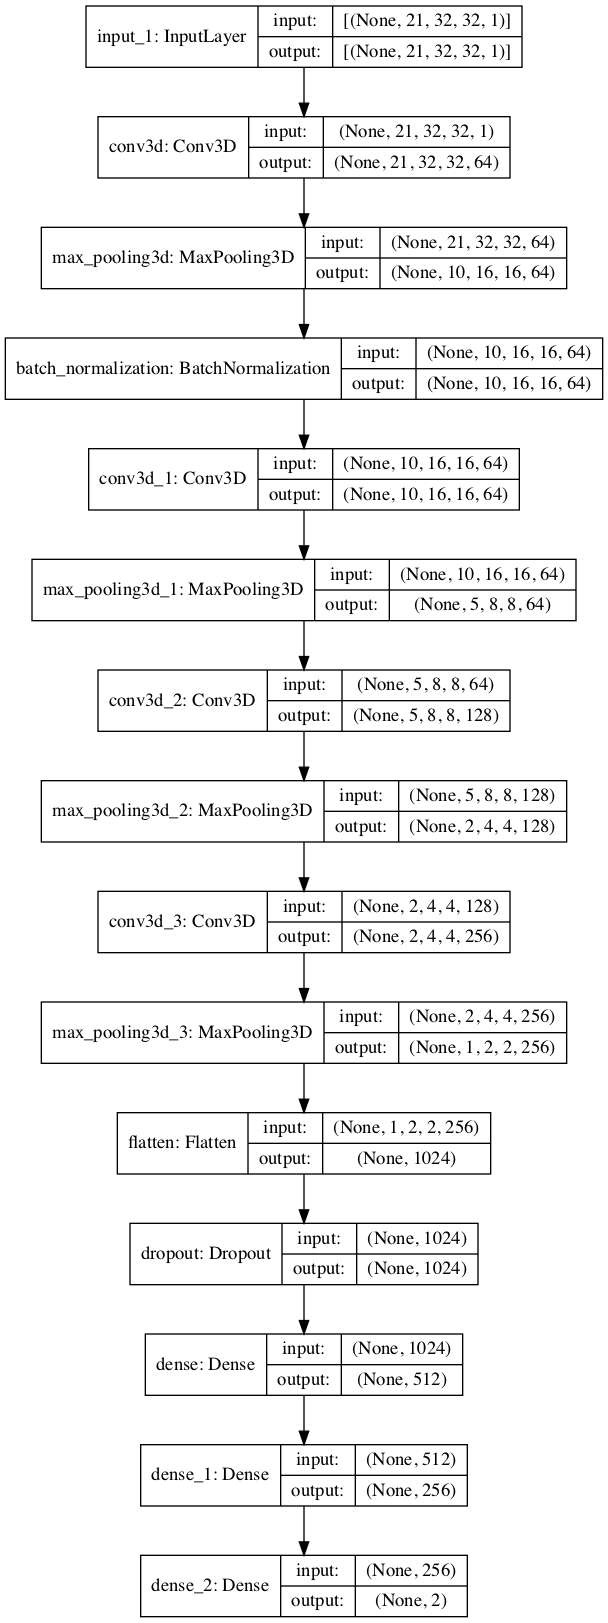 input_1: InputLayer
input: [(None, 21, 32, 32, 1)]
output: [(None, 21, 32, 32, 1)]
conv3d: Conv3D
input: (None, 21, 32, 32, 1)
output: (None, 21, 32, 32, 64)
max_pooling3d: MaxPooling3D
input: (None, 21, 32, 32, 64)
output: (None, 10, 16, 16, 64)
batch_normalization: BatchNormalization
input: (None, 10, 16, 16, 64)
output: (None, 10, 16, 16, 64)
conv3d_1: Conv3D
input: (None, 10, 16, 16, 64)
output: (None, 10, 16, 16, 64)
max_pooling3d_1: MaxPooling3D
input: (None, 10, 16, 16, 64)
output: (None, 5, 8, 8, 64)
conv3d_2: Conv3D
input: (None, 5, 8, 8, 64)
output: (None, 5, 8, 8, 128)
max_pooling3d_2: MaxPooling3D
input: (None, 5, 8, 8, 128)
output: (None, 2, 4, 4, 128)
conv3d_3: Conv3D
input: (None, 2, 4, 4, 128)
output: (None, 2, 4, 4, 256)
max_pooling3d_3: MaxPooling3D
input: (None, 2, 4, 4, 256)
output: (None, 1, 2, 2, 256)
flatten: Flatten
input: (None, 1, 2, 2, 256)
output: (None, 1024)
dropout: Dropout
input: (None, 1024)
output: (None, 1024)
dense: Dense
input: (None, 1024)
output: (None, 512)
dense_1: Dense
input: (None, 512)
output: (None, 256)
dense_2: Dense
input: (None, 256)
output: (None, 2)